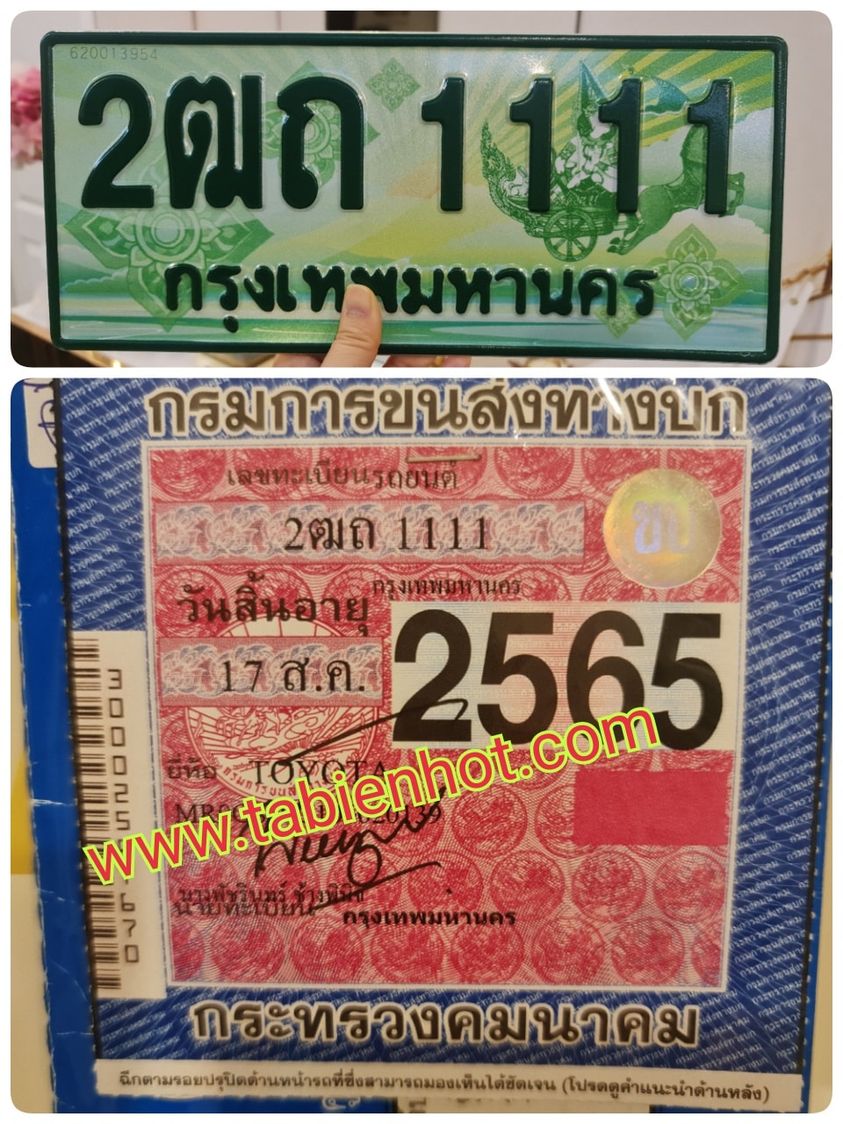 620013954
2ฒถ 1111
กรุงเทพมหานคร
กรมการขนส่งทางบก
เลขทะเบียนรถยนต์
2ฒถ 1111
กรุงเทพมหานคร
วันสิ้นอายุ
17 ส.ค.
2565
ยี่ห้อ TOYOTA
www.tabienhot.com
นายทะเบียน
กรุงเทพมหานคร
กระทรวงคมนาคม
ฉีกตามรอยปรุปิดด้านหน้ารถที่ซึ่งสามารถมองเห็นได้ชัดเจน (โปรดดูคำแนะนำด้านหลัง)